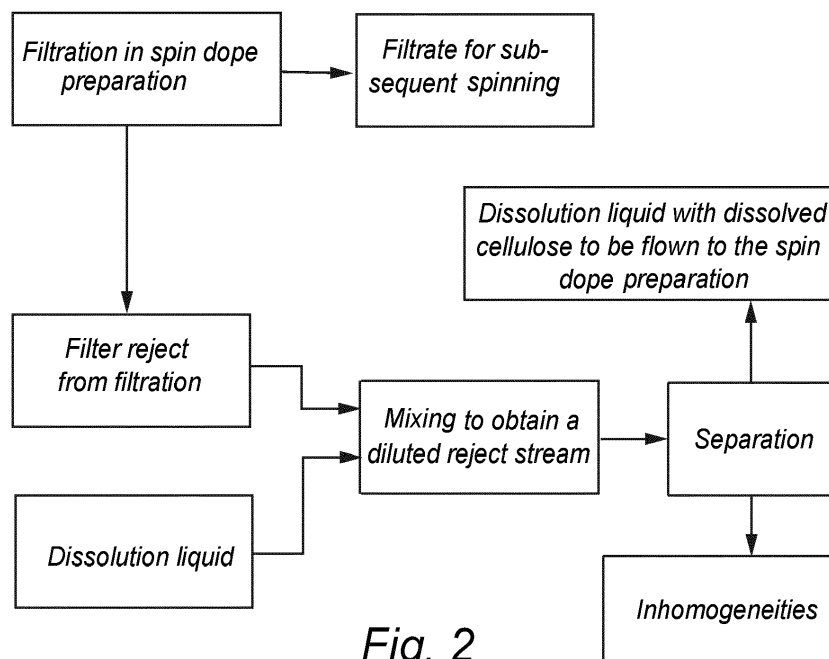 Filtration in spin dope
preparation
Filtrate for sub-
sequent spinning
Dissolution liquid with dissolved
cellulose to be flown to the spin
dope preparation
Filter reject
from filtration
Mixing to obtain a
diluted reject stream
Separation
Dissolution liquid
Inhomogeneities
Fig. 2